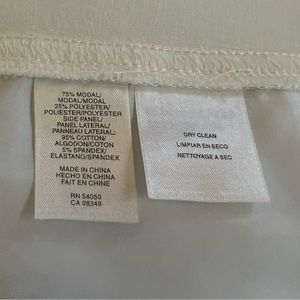 75% MODAL/
MODAL/MODAL
25% POLYESTER/
POLIESTER/POLYESTER
SIDE PANEL/
PANEL LATERAL/
PANNEAU LATERAL:
95% COTTON/
ALGODON/COTON
5% SPANDEX/
ELASTANO/SPANDEX
MADE IN CHINA
HECHO EN CHINA
FAIT EN CHINE
RN 54050
CA 08349
DRY CLEAN
LIMPIAR EN SECO
NETTOYAGE A SEC